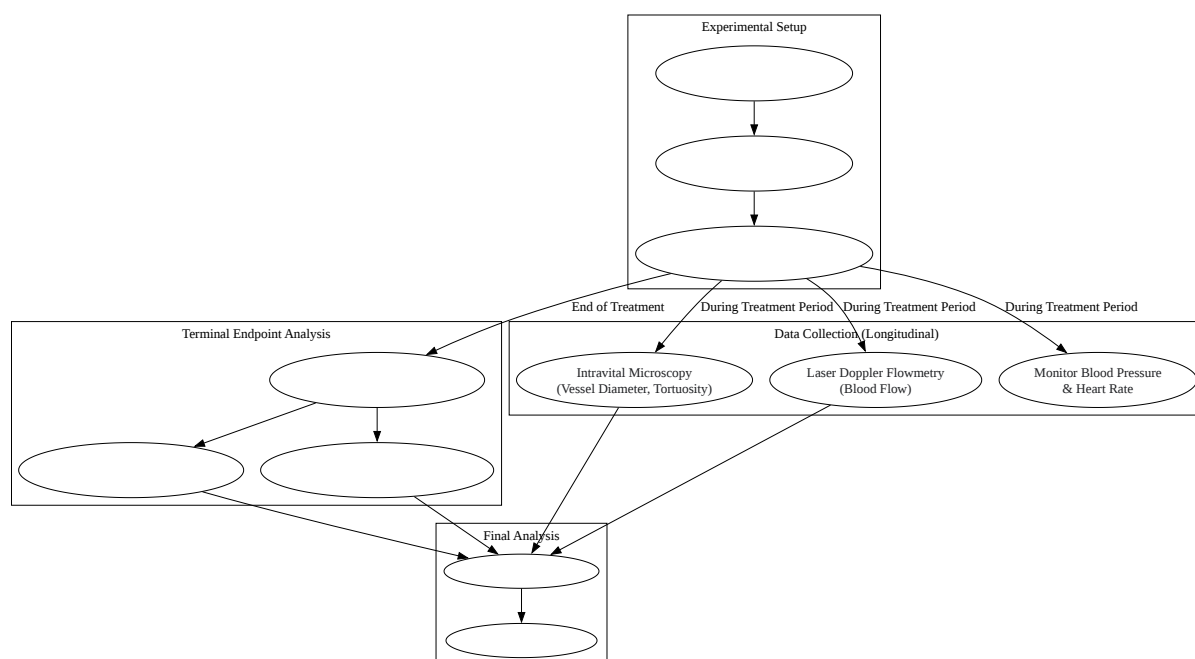 Experimental Setup
End of Treatment
During Treatment Period
During Treatment Period
During Treatment Period
Terminal Endpoint Analysis
Data Collection (Longitudinal)
Intravital Microscopy
(Vessel Diameter, Tortuosity)
Laser Doppler Flowmetry
(Blood Flow)
Monitor Blood Pressure
& Heart Rate
Final Analysis